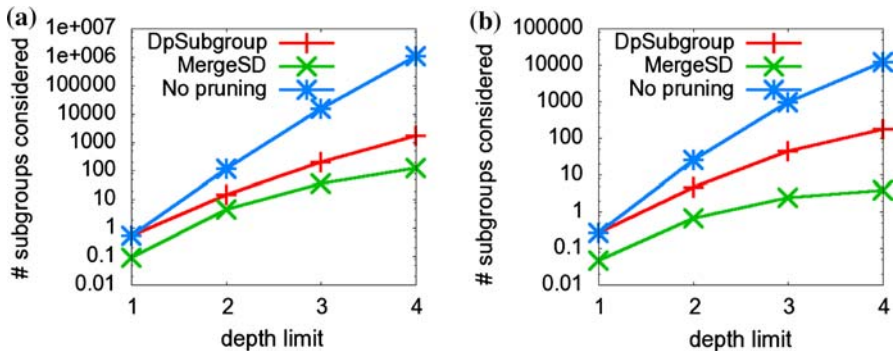 (a)
# subgroups considered
1e+007
1e+006
100000
10000
1000
100
10
1
0.1
0.01
DpSubgroup
MergeSD
No pruning
1 2 3 4
depth limit
(b)
# subgroups considered
100000
10000
1000
100
10
1
0.1
0.01
DpSubgroup
MergeSD
No pruning
1 2 3 4
depth limit